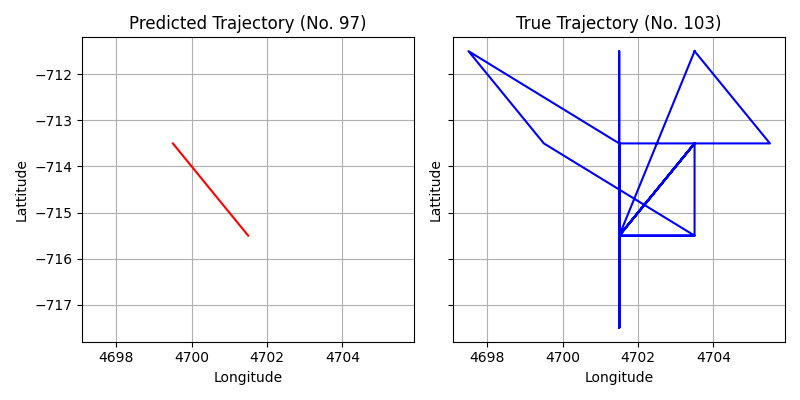 Predicted Trajectory (No. 97)
True Trajectory (No. 103)
−712
−713
−714
−715
−716
−717
Lattitude
Lattitude
4698 4700 4702 4704
4698 4700 4702 4704
Longitude
Longitude